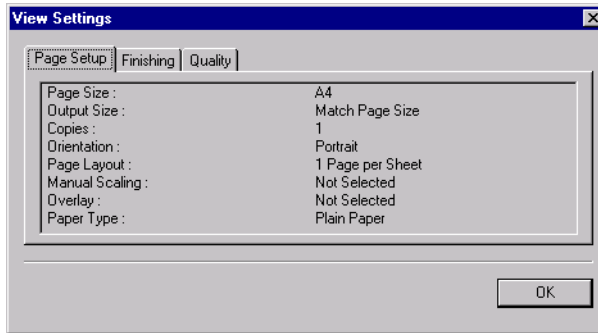 View Settings
Page Setup Finishing Quality
Page Size : A4
Output Size : Match Page Size
Copies : 1
Orientation : Portrait
Page Layout : 1 Page per Sheet
Manual Scaling : Not Selected
Overlay : Not Selected
Paper Type : Plain Paper
OK